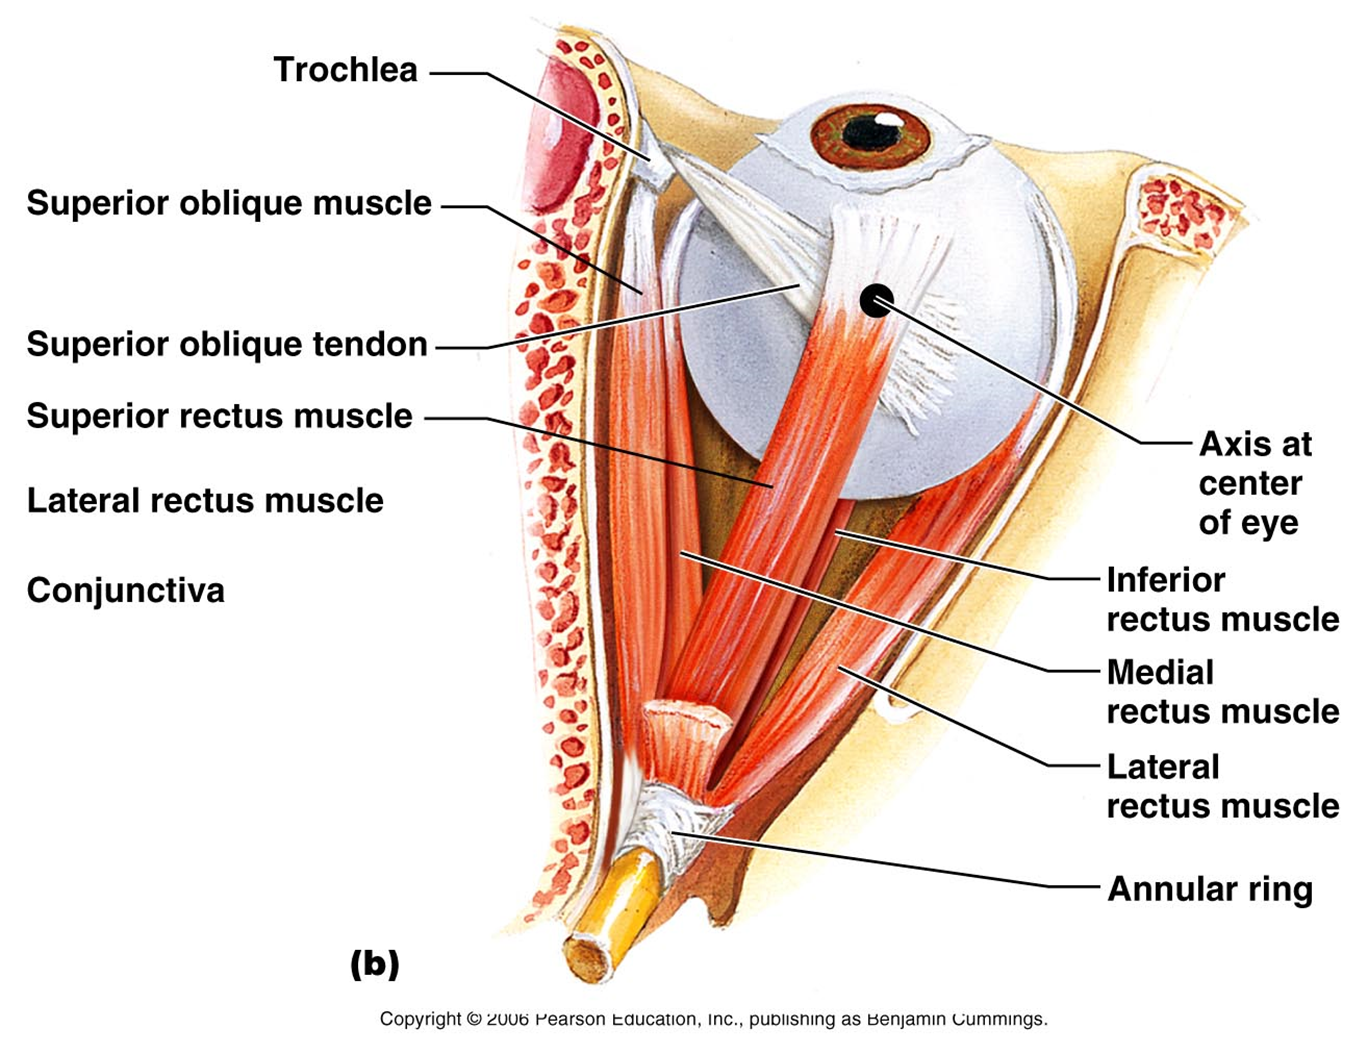 Trochlea
Superior oblique muscle
Superior oblique tendon
Superior rectus muscle
Lateral rectus muscle
Conjunctiva
Axis at
center
of eye
Inferior
rectus muscle
Medial
rectus muscle
Lateral
rectus muscle
Annular ring
(b)
Copyright © 2006 Pearson Education, Inc., publishing as Benjamin Cummings.